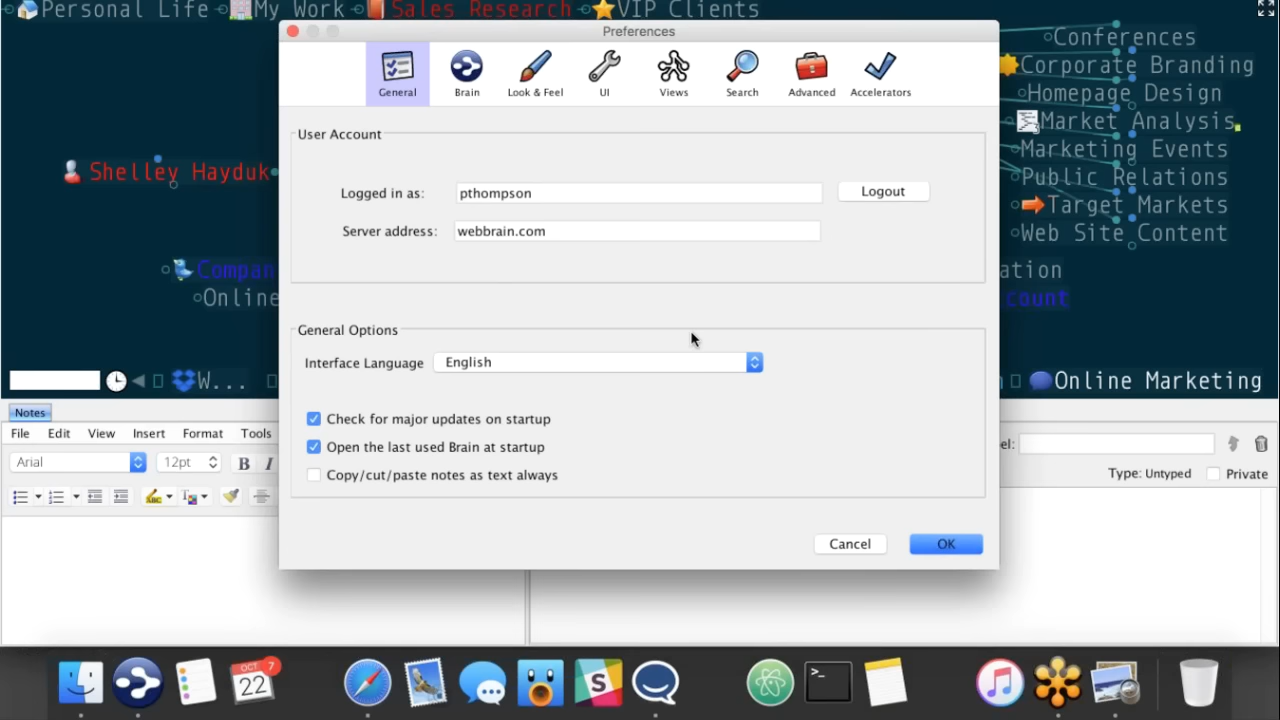 Personal Life My Work Sales Research VIP Clients
Preferences
General Brain Look & Feel UI Views Search Advanced Accelerators
Conferences
Corporate Branding
Homepage Design
Market Analysis
Marketing Events
Public Relations
Target Markets
Web Site Content
User Account
Shelley Hayduk
Logged in as: pthompson Logout
Server address: webbrain.com
Compan
ation
Online
count
General Options
Interface Language English
W... Online Marketing
Notes
Check for major updates on startup
File Edit View Insert Format Tools
Open the last used Brain at startup
el:
Arial 12pt B I
Copy/cut/paste notes as text always
Type: Untyped Private
ABC T
Cancel OK
OCT 7
22
S
>_